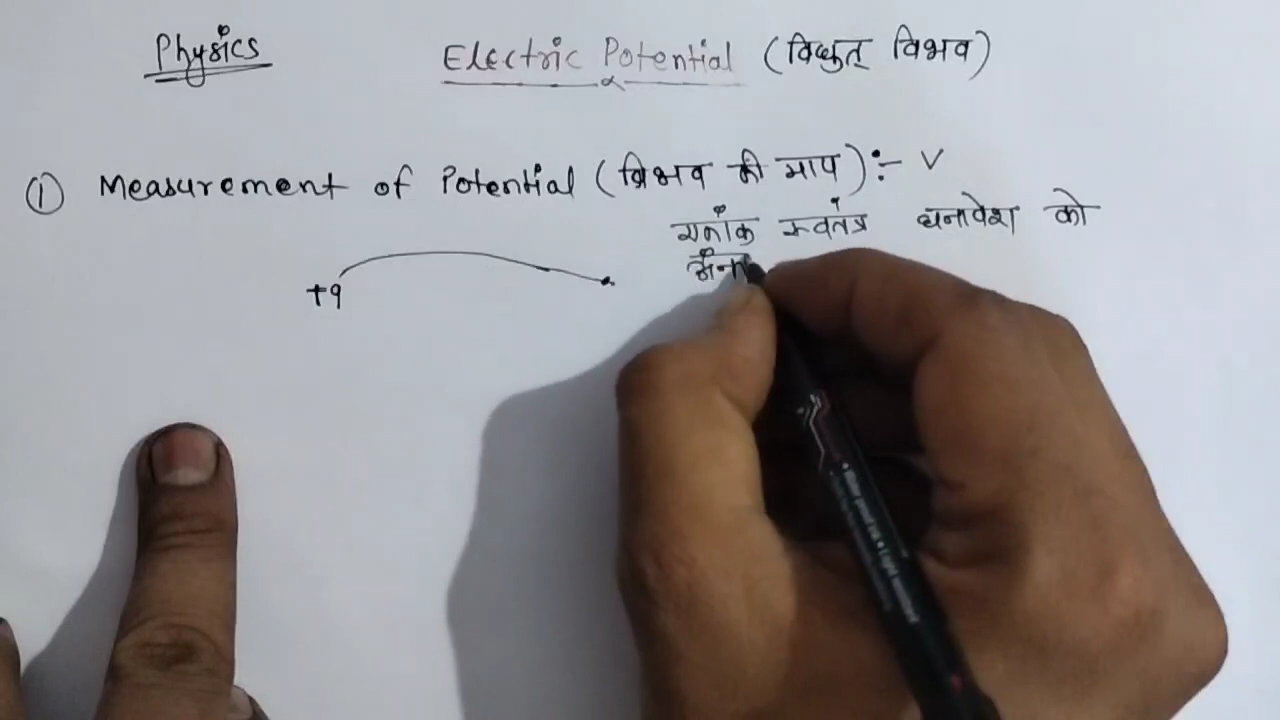 Physics
Electric Potential (विद्युत् विभव)
① Measurement of Potential (विभव की माप) :- V
एकांक स्वतंत्र धनावेश को
+q